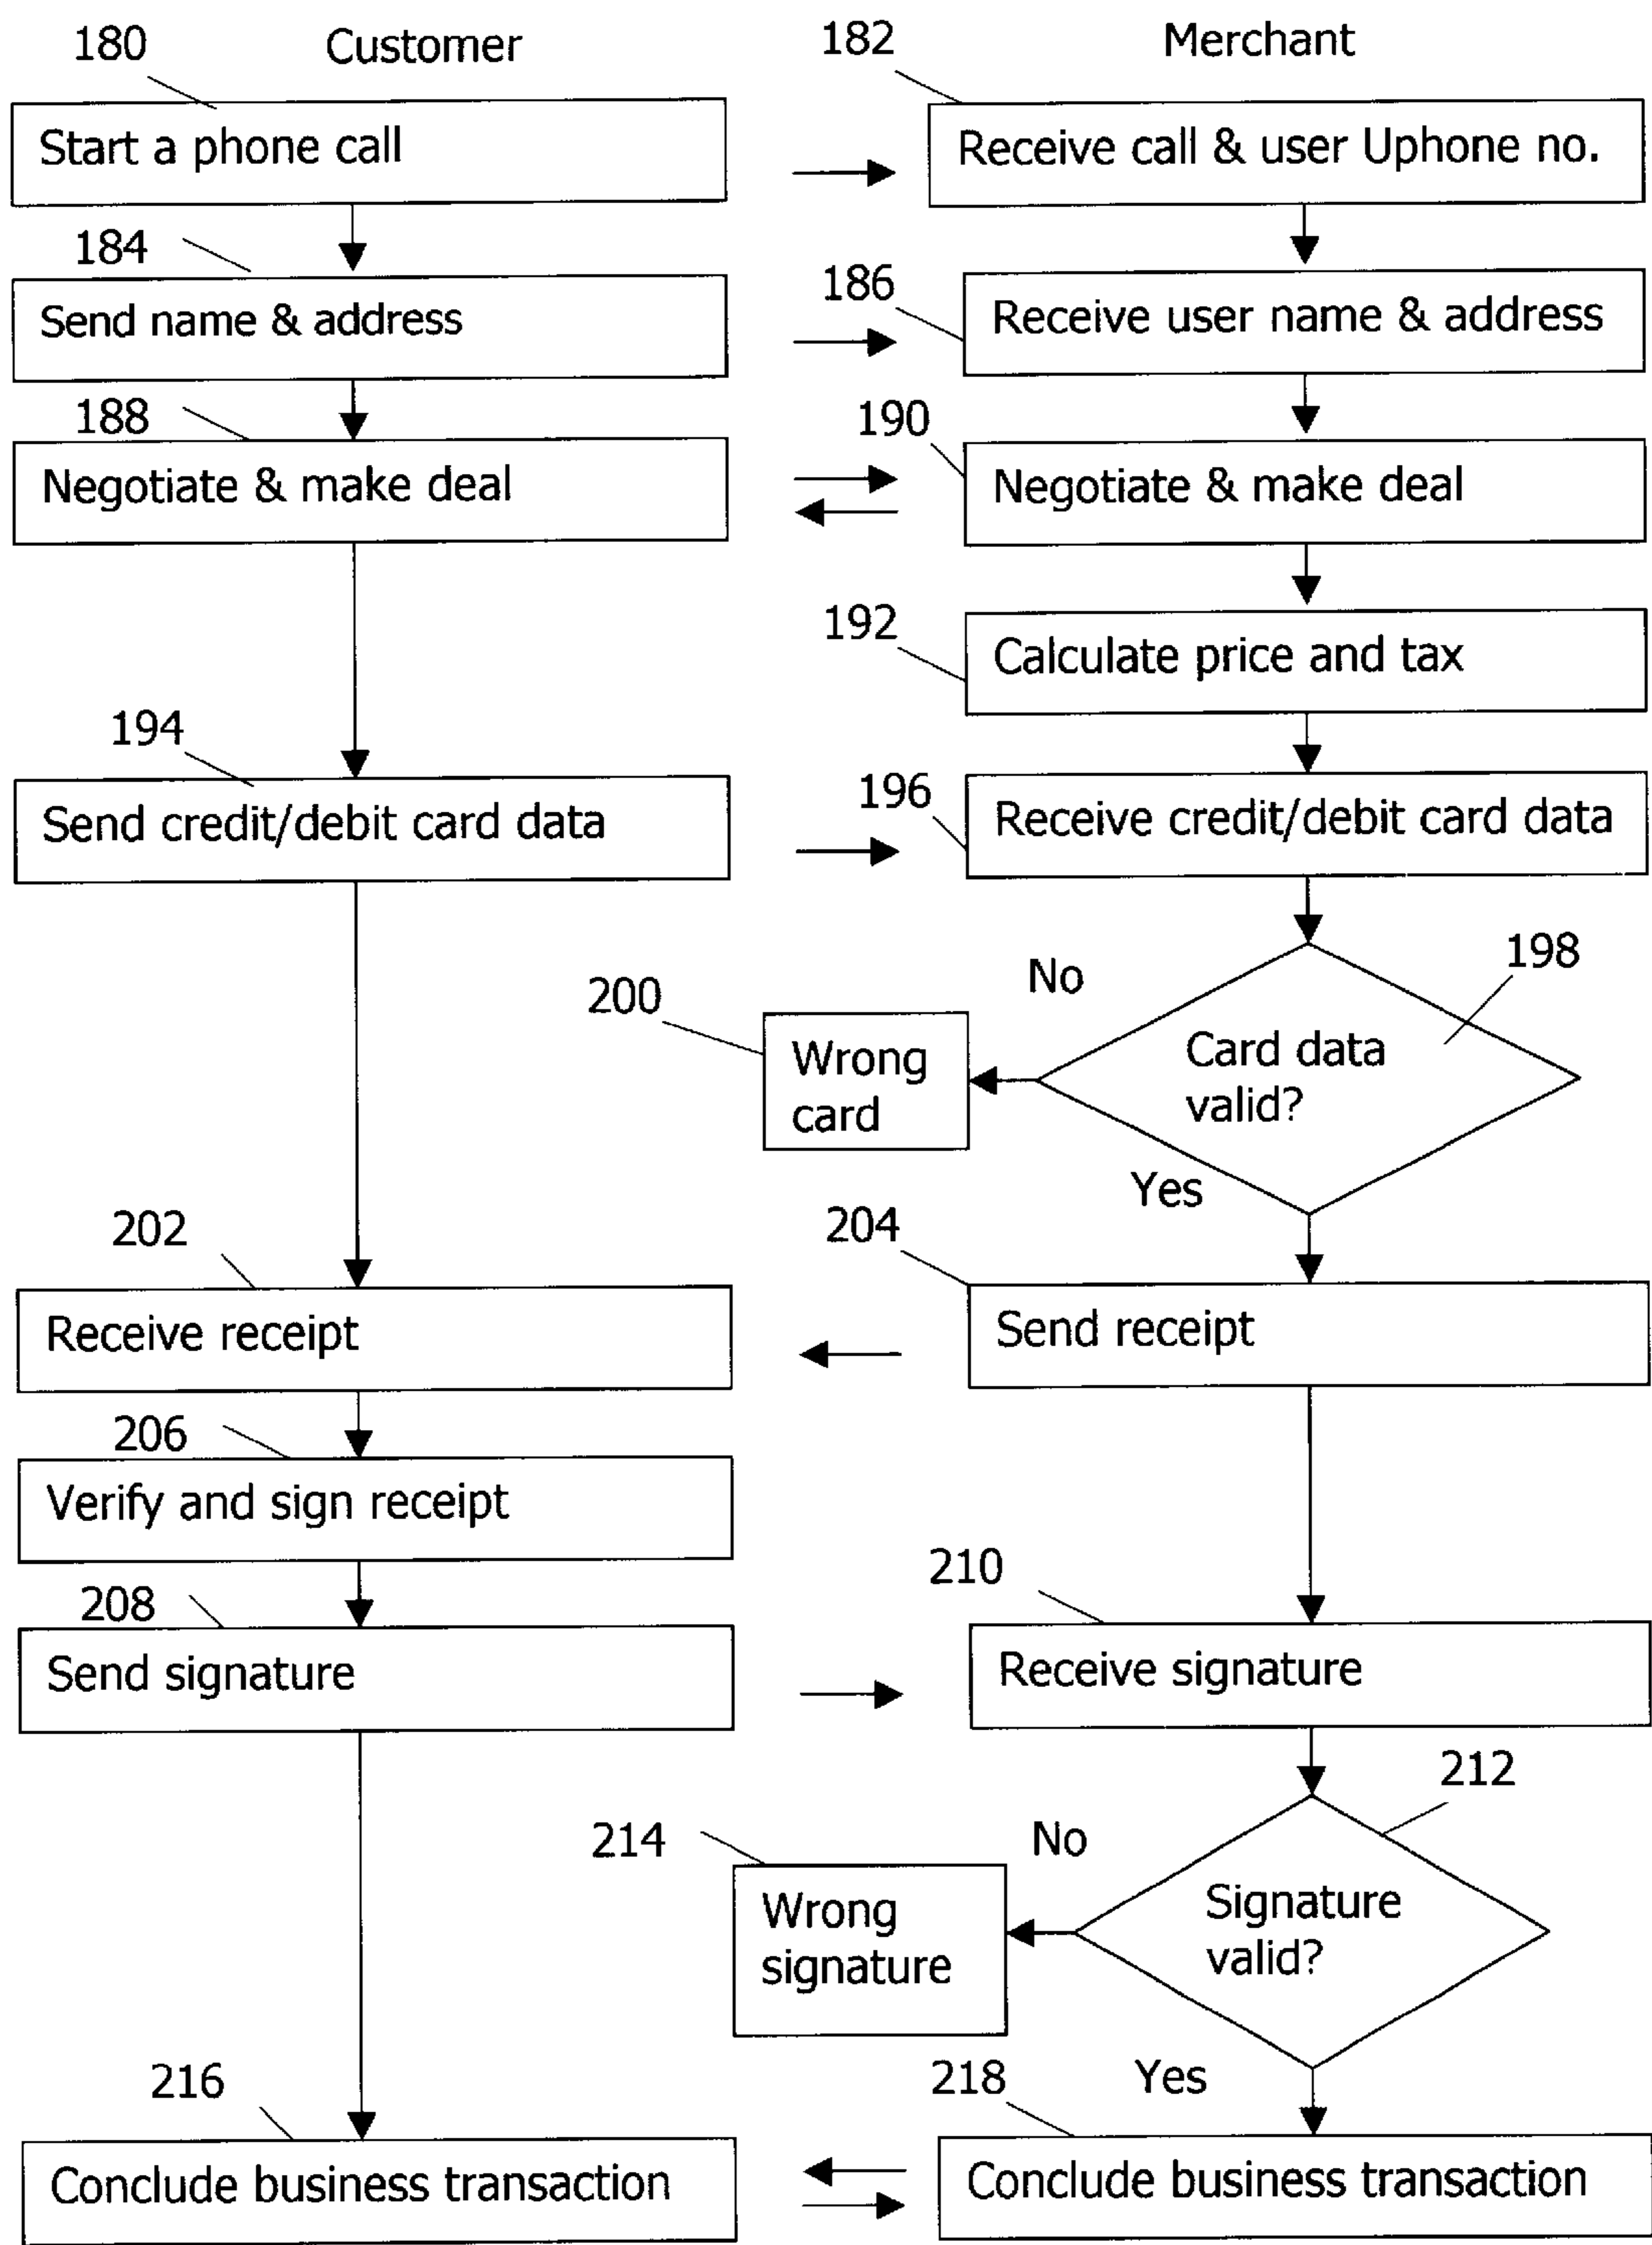 180 Customer 182 Merchant
Start a phone call
Receive call & user Uphone no.
184
Send name & address
186
Receive user name & address
188
Negotiate & make deal
190
Negotiate & make deal
192
Calculate price and tax
194
Send credit/debit card data
196
Receive credit/debit card data
198
No
Card data
valid?
200
Wrong
card
Yes
202
Receive receipt
204
Send receipt
206
Verify and sign receipt
208
Send signature
210
Receive signature
212
No
Signature
valid?
214
Wrong
signature
Yes
216
Conclude business transaction
218
Conclude business transaction